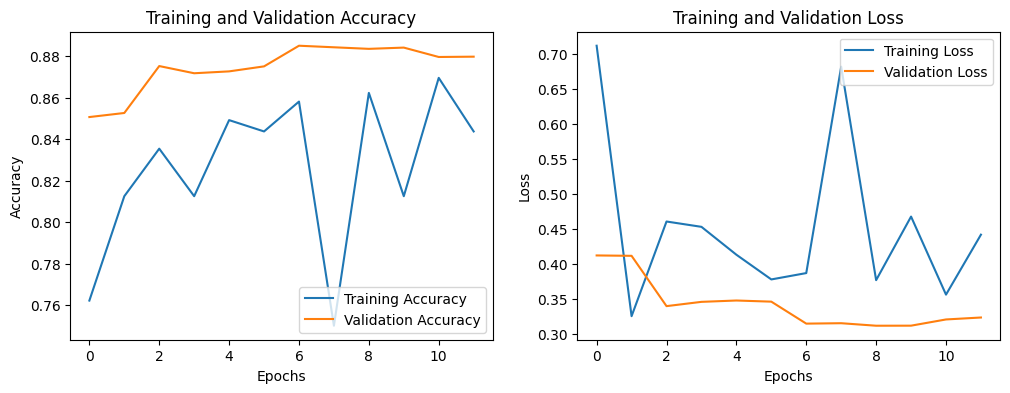 Training and Validation Accuracy
0.88
0.86
0.84
0.82
0.80
0.78
0.76
Accuracy
Training Accuracy
Validation Accuracy
0 2 4 6 8 10
Epochs
Training and Validation Loss
0.70
0.65
0.60
0.55
0.50
0.45
0.40
0.35
0.30
Loss
Training Loss
Validation Loss
0 2 4 6 8 10
Epochs